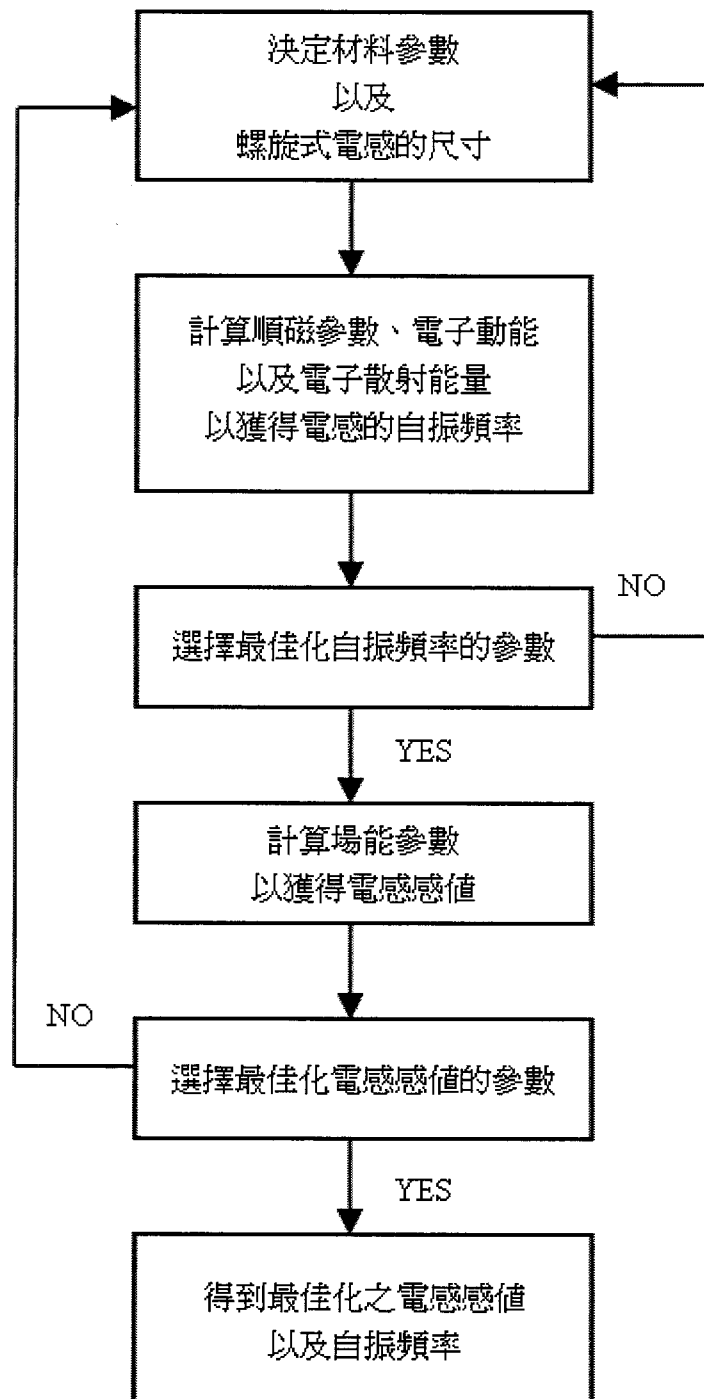 決定材料參數
以及
螺旋式電感的尺寸
計算順磁參數、電子動能
以及電子散射能量
以獲得電感的自振頻率
NO
選擇最佳化自振頻率的參數
YES
計算場能參數
以獲得電感感值
NO
選擇最佳化電感感值的參數
YES
得到最佳化之電感感值
以及自振頻率